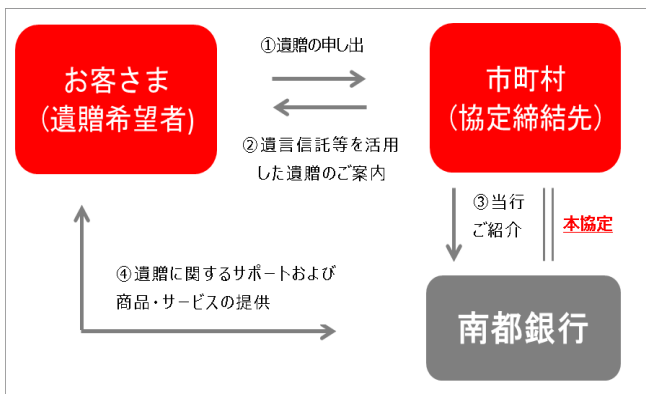 お客さま
(遺贈希望者)
①遺贈の申し出
市町村
(協定締結先)
②遺言信託等を活用
した遺贈のご案内
③当行
ご紹介
本協定
④遺贈に関するサポートおよび
商品・サービスの提供
南都銀行